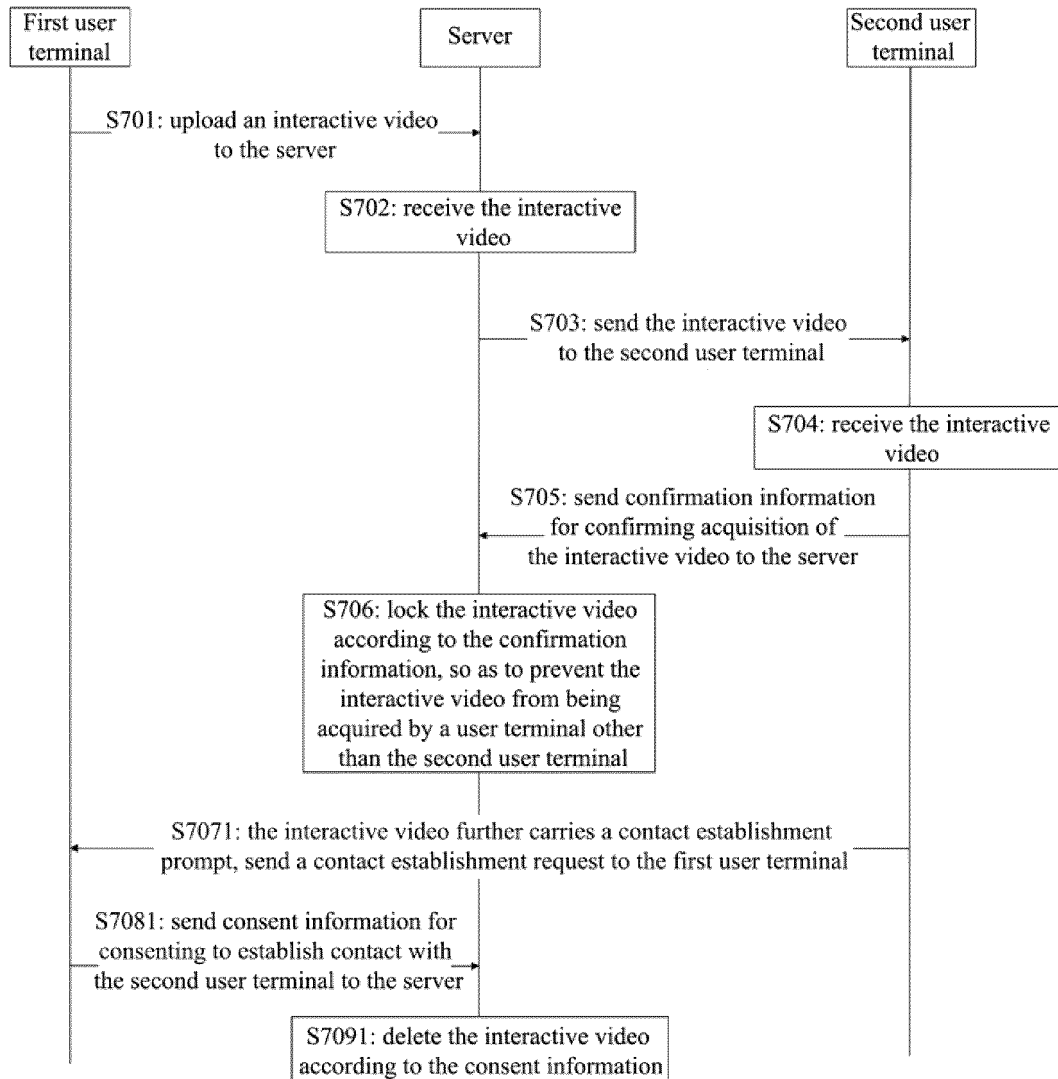 First user
terminal
Server
Second user
terminal
S701: upload an interactive video
to the server
S702: receive the interactive
video
S703: send the interactive video
to the second user terminal
S704: receive the interactive
video
S705: send confirmation information
for confirming acquisition of
the interactive video to the server
S706: lock the interactive video
according to the confirmation
information, so as to prevent the
interactive video from being
acquired by a user terminal other
than the second user terminal
S7071: the interactive video further carries a contact establishment
prompt, send a contact establishment request to the first user terminal
S7081: send consent information for
consenting to establish contact with
the second user terminal to the server
S7091: delete the interactive video
according to the consent information